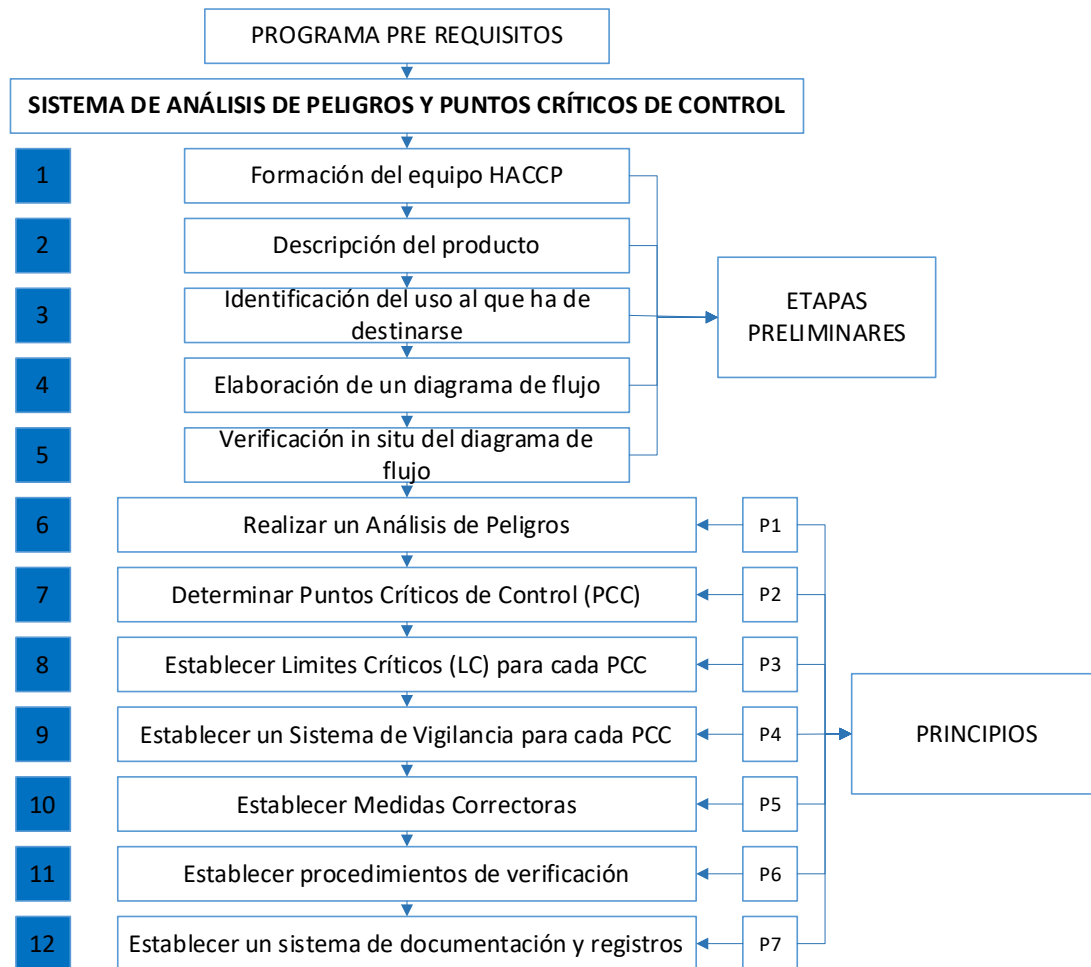 PROGRAMA PRE REQUISITOS
SISTEMA DE ANÁLISIS DE PELIGROS Y PUNTOS CRÍTICOS DE CONTROL
1
Formación del equipo HACCP
2
Descripción del producto
3
Identificación del uso al que ha de
destinarse
4
Elaboración de un diagrama de flujo
5
Verificación in situ del diagrama de
flujo
ETAPAS
PRELIMINARES
6
Realizar un Análisis de Peligros
P1
7
Determinar Puntos Críticos de Control (PCC)
P2
8
Establecer Limites Críticos (LC) para cada PCC
P3
9
Establecer un Sistema de Vigilancia para cada PCC
P4
PRINCIPIOS
10
Establecer Medidas Correctoras
P5
11
Establecer procedimientos de verificación
P6
12
Establecer un sistema de documentación y registros
P7